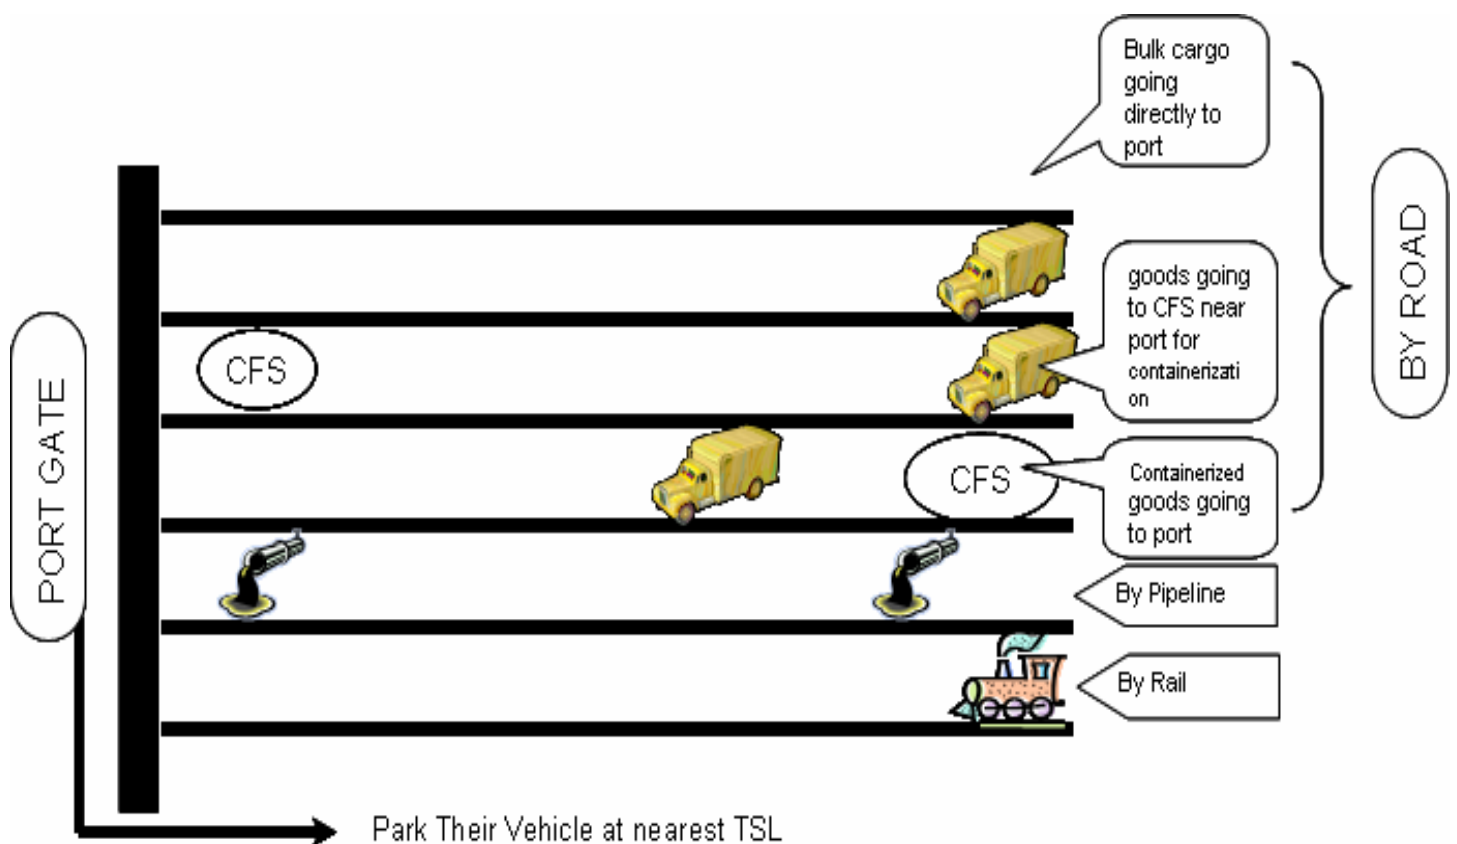 Bulk cargo
going
directly to
port
goods going
to CFS near
port for
containerizati
on
Containerized
goods going
to port
BY ROAD
CFS
CFS
By Pipeline
By Rail
PORT GATE
Park Their Vehicle at nearest TSL